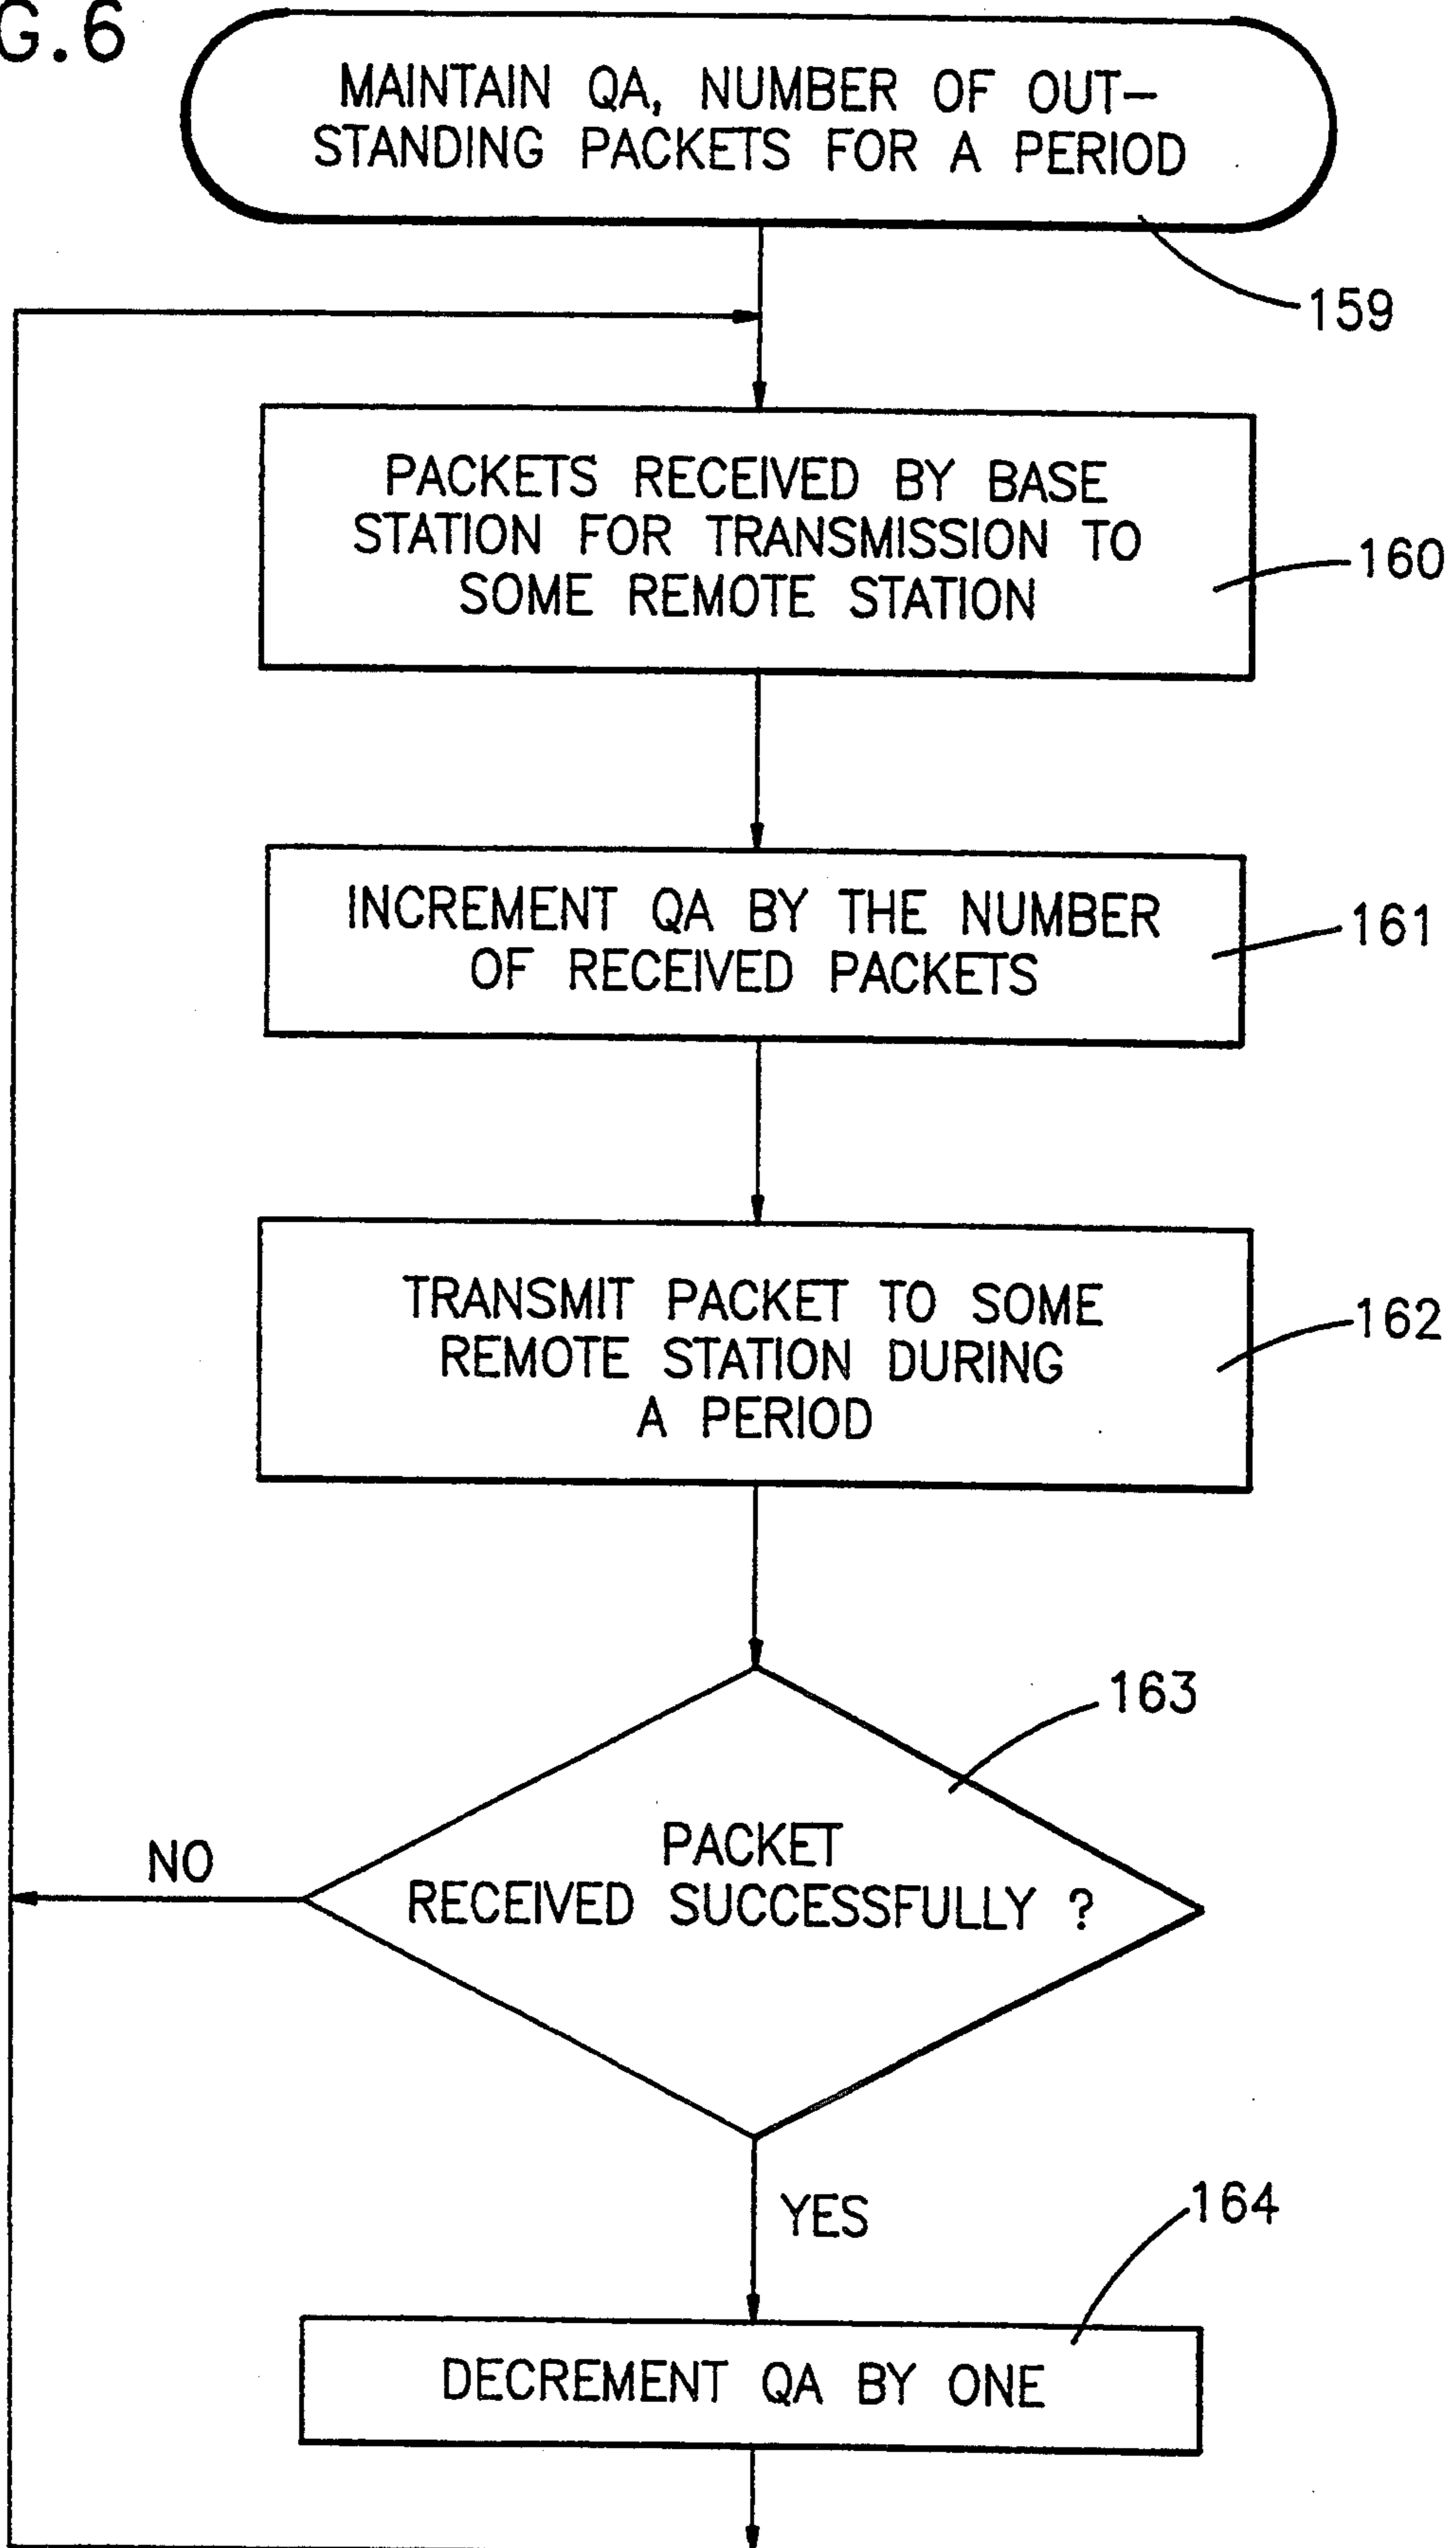 G.6
MAINTAIN QA, NUMBER OF OUT-
STANDING PACKETS FOR A PERIOD
159
PACKETS RECEIVED BY BASE
STATION FOR TRANSMISSION TO
SOME REMOTE STATION
160
INCREMENT QA BY THE NUMBER
OF RECEIVED PACKETS
161
TRANSMIT PACKET TO SOME
REMOTE STATION DURING
A PERIOD
162
163
PACKET
RECEIVED SUCCESSFULLY ?
NO
YES
164
DECREMENT QA BY ONE